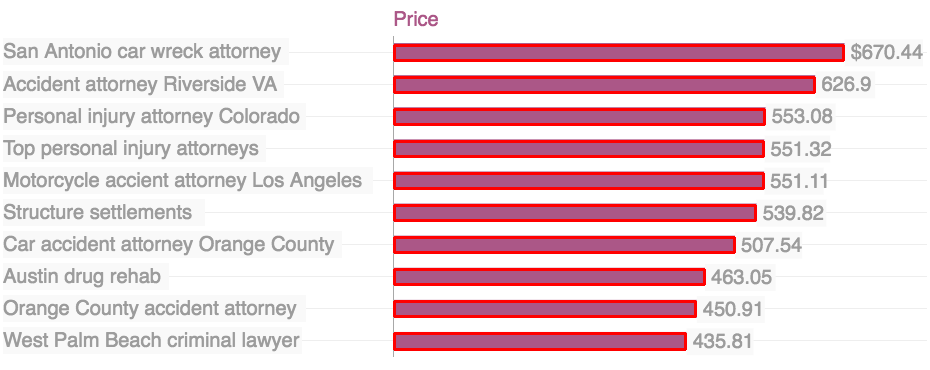 Price
San Antonio car wreck attorney $670.44
Accident attorney Riverside VA 626.9
Personal injury attorney Colorado 553.08
Top personal injury attorneys 551.32
Motorcycle accient attorney Los Angeles 551.11
Structure settlements 539.82
Car accident attorney Orange County 507.54
Austin drug rehab 463.05
Orange County accident attorney 450.91
West Palm Beach criminal lawyer 435.81